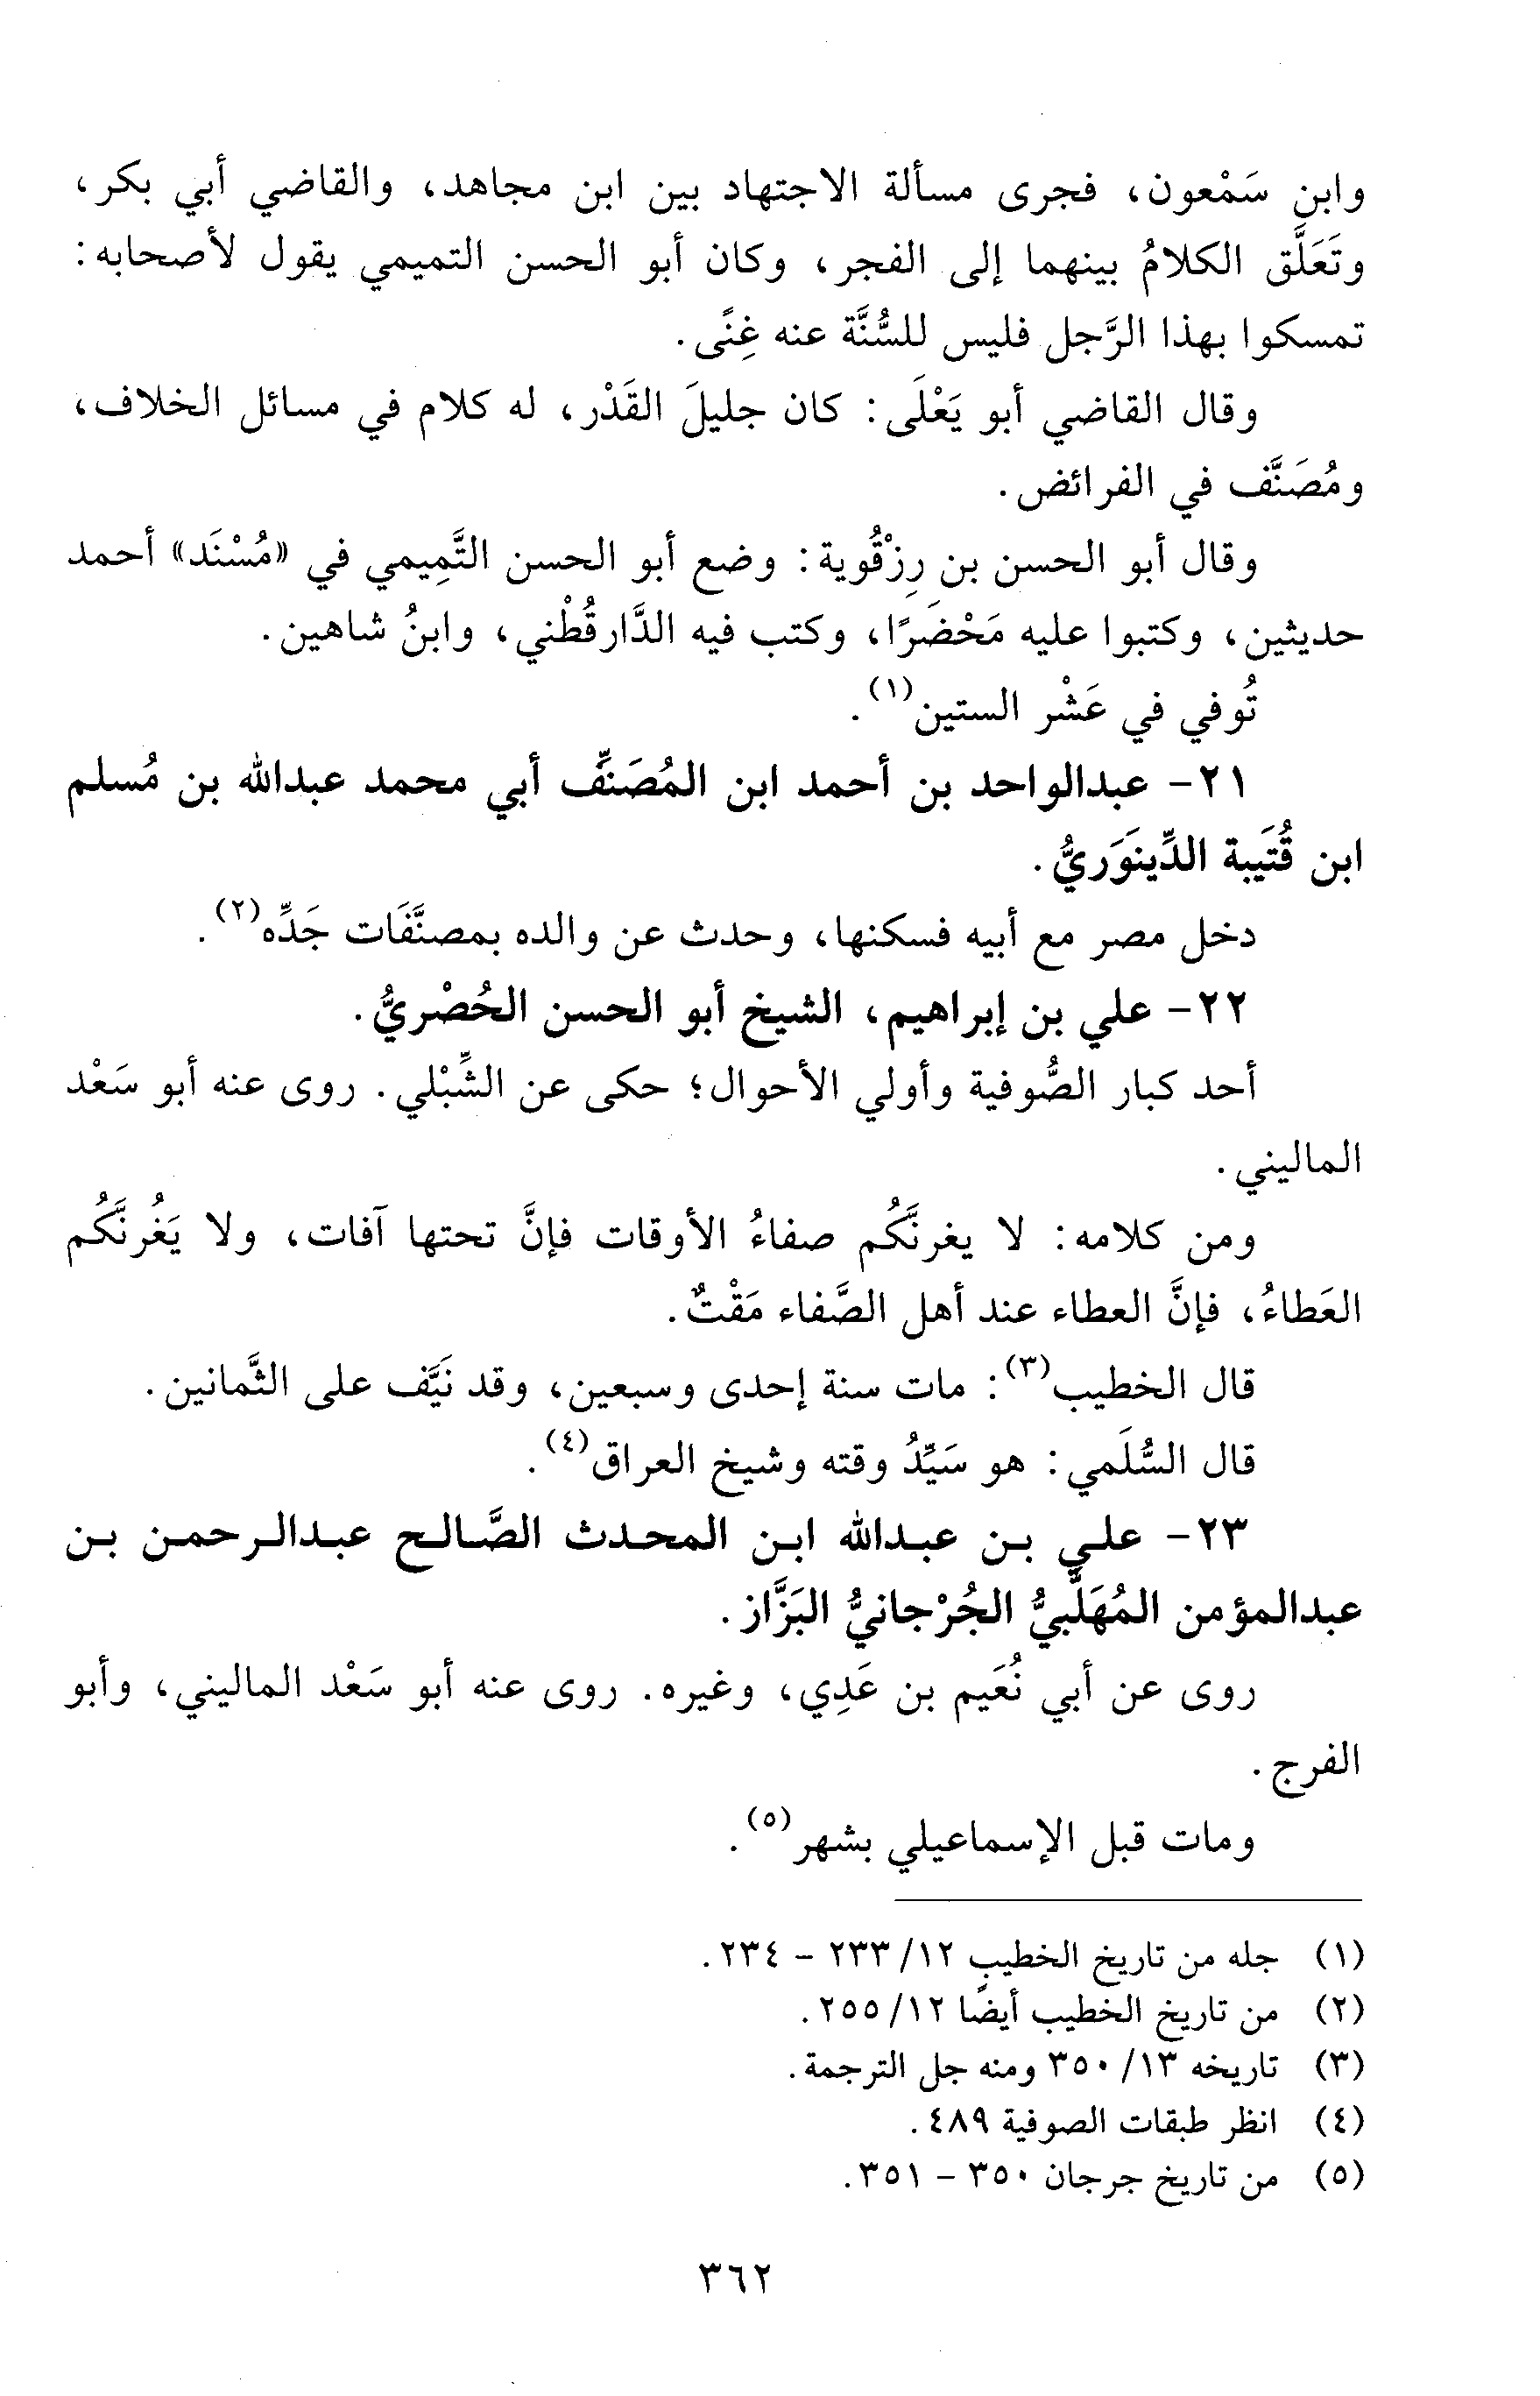 وابن سَمْعون، فجرى مسألة الاجتهاد بين ابن مجاهد، والقاضي أبي بكر،
وتَعَلَّق الكلامُ بينهما إلى الفجر، وكان أبو الحسن التميمي يقول لأصحابه:
تمسكوا بهذا الرَّجل فليس للسُّنَّة عنه غِنًى.
وقال القاضي أبو يَعْلَى: كان جليلَ القَدْر، له كلام في مسائل الخلاف،
ومُصَنَّف في الفرائض.
وقال أبو الحسن بن رِزْقُوية: وضع أبو الحسن التَّمِيمي في «مُسْنَد» أحمد
حديثين، وكتبوا عليه مَحْضَرًا، وكتب فيه الدَّارقُطْني، وابنُ شاهين.
تُوفي في عَشْر الستين(١).
٢١- عبدالواحد بن أحمد ابن المُصَنِّف أبي محمد عبدالله بن مُسلم
ابن قُتَيبة الدِّينَوَريُّ.
دخل مصر مع أبيه فسكنها، وحدث عن والده بمصنَّفَات جَدِّه(٢).
٢٢- علي بن إبراهيم، الشيخ أبو الحسن الحُصْريُّ.
أحد كبار الصُّوفية وأولي الأحوال؛ حكى عن الشِّبْلي. روى عنه أبو سَعْد
الماليني.
ومن كلامه: لا يغرنَّكُم صفاءُ الأوقات فإنَّ تحتها آفات، ولا يَغُرنَّكُم
العَطاءُ، فإنَّ العطاء عند أهل الصَّفاء مَقْتٌ.
قال الخطيب(٣): مات سنة إحدى وسبعين، وقد نَيَّف على الثَّمانين.
قال السُّلَمي: هو سَيِّدُ وقته وشيخ العراق(٤).
٢٣- علي بن عبدالله ابن المحدث الصَّالح عبدالرحمن بن
عبدالمؤمن المُهَلَّبيُّ الجُرْجانيُّ البَزَّاز.
روى عن أبي نُعَيم بن عَدِي، وغيره. روى عنه أبو سَعْد الماليني، وأبو
الفرج.
ومات قبل الإسماعيلي بشهر(٥).
(١) جله من تاريخ الخطيب ١٢/ ٢٣٣ - ٢٣٤.
(٢) من تاريخ الخطيب أيضًا ١٢/ ٢٥٥.
(٣) تاريخه ١٣/ ٣٥٠ ومنه جل الترجمة.
(٤) انظر طبقات الصوفية ٤٨٩.
(٥) من تاريخ جرجان ٣٥٠ - ٣٥١.
٣٦٢